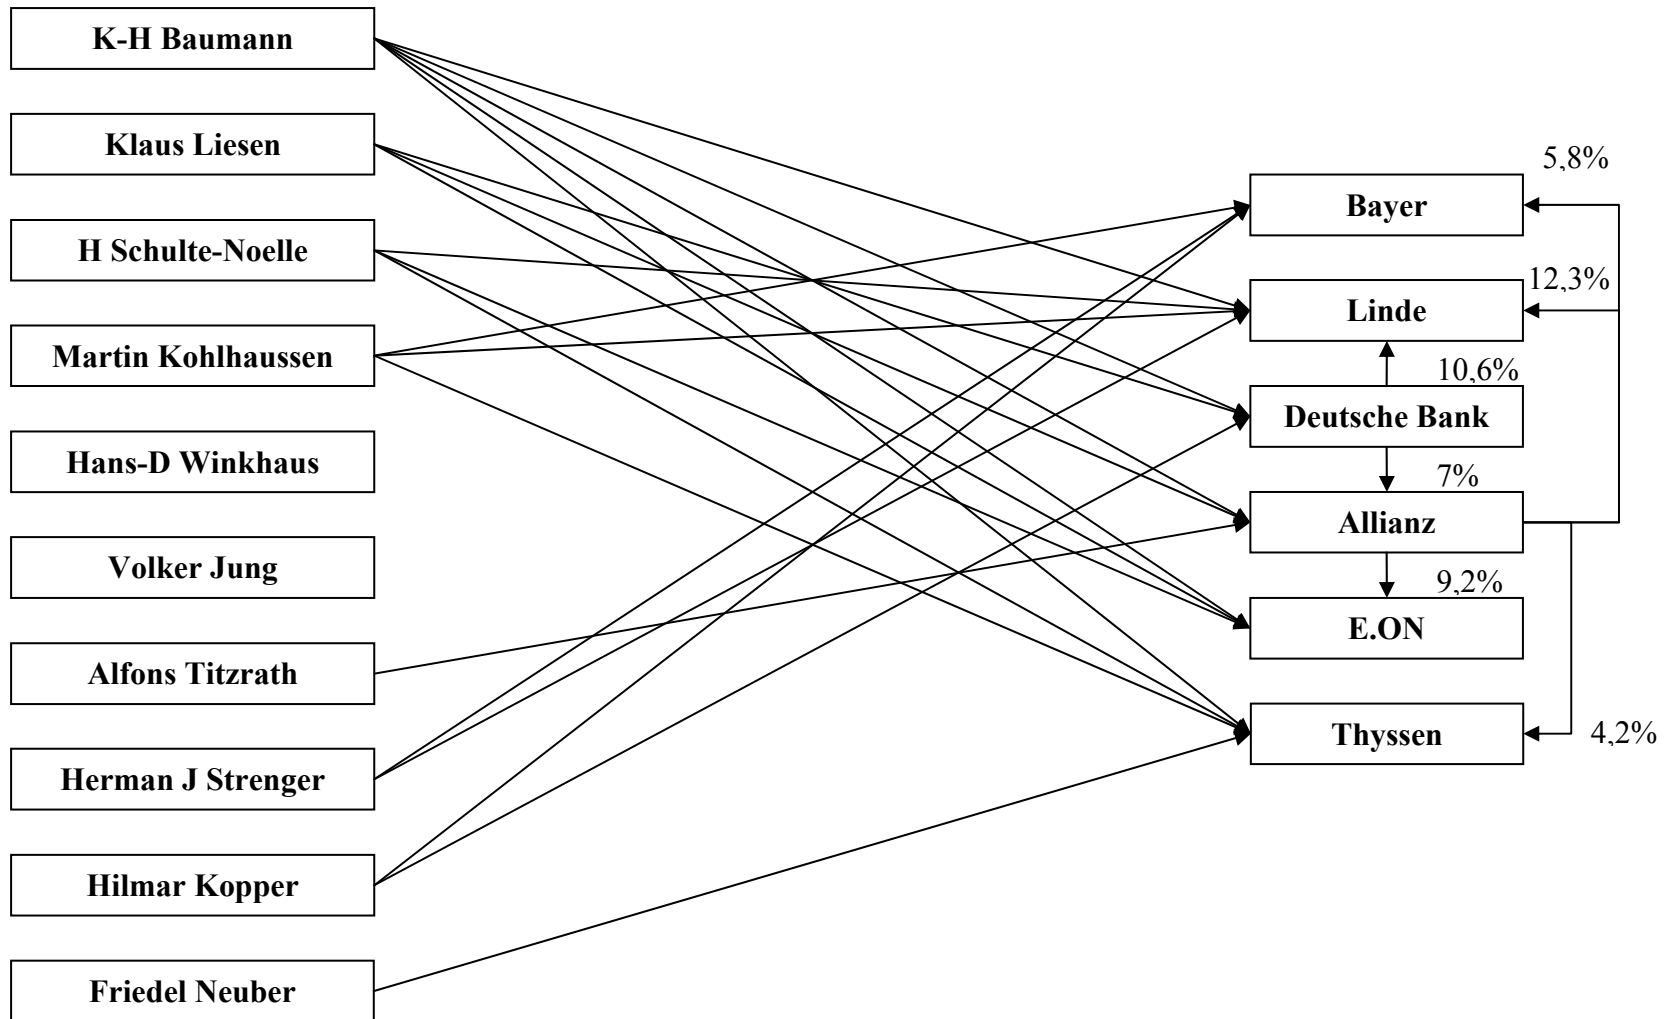 K-H Baumann
Klaus Liesen
H Schulte-Noelle
Martin Kohlhaussen
Hans-D Winkhaus
Volker Jung
Alfons Titzrath
Herman J Strenger
Hilmar Kopper
Friedel Neuber
5,8%
Bayer
12,3%
Linde
10,6%
Deutsche Bank
7%
Allianz
9,2%
E.ON
Thyssen
4,2%